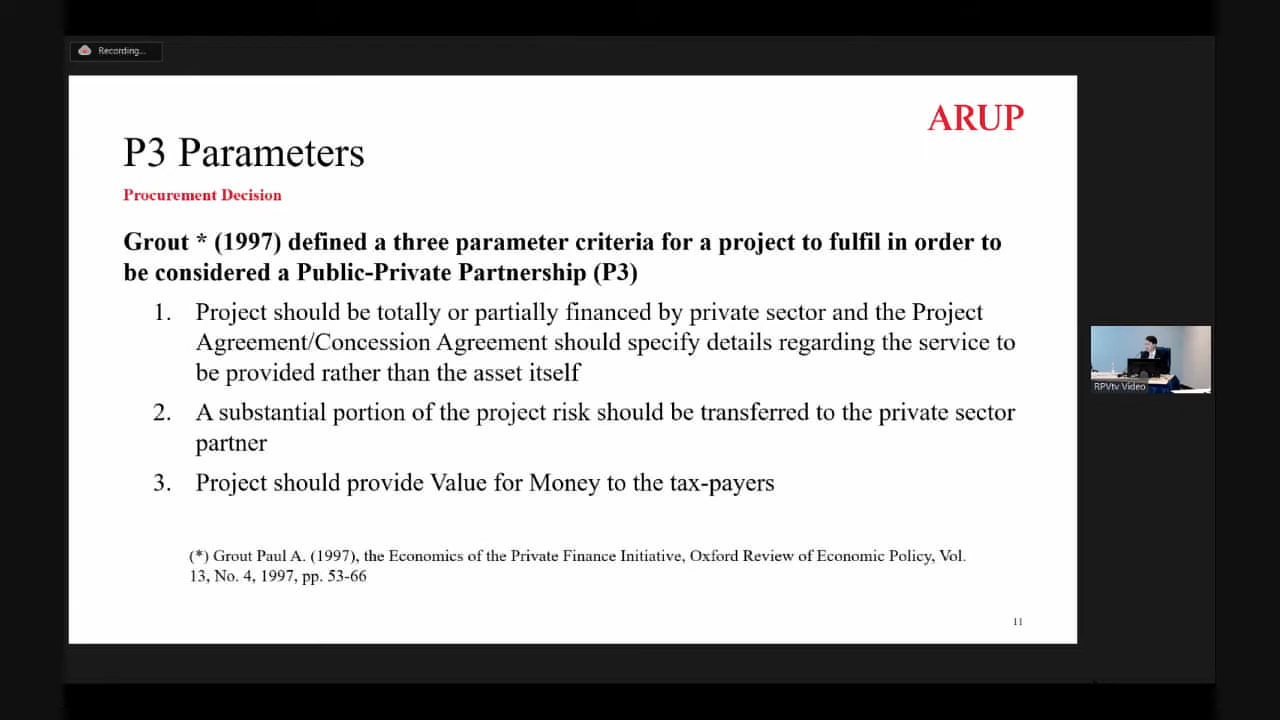 Recording...
ARUP
P3 Parameters
Procurement Decision
Grout * (1997) defined a three parameter criteria for a project to fulfil in order to
be considered a Public-Private Partnership (P3)
1. Project should be totally or partially financed by private sector and the Project
Agreement/Concession Agreement should specify details regarding the service to
be provided rather than the asset itself
2. A substantial portion of the project risk should be transferred to the private sector
partner
3. Project should provide Value for Money to the tax-payers
(*) Grout Paul A. (1997), the Economics of the Private Finance Initiative, Oxford Review of Economic Policy, Vol.
13, No. 4, 1997, pp. 53-66
11
RPVtv Video